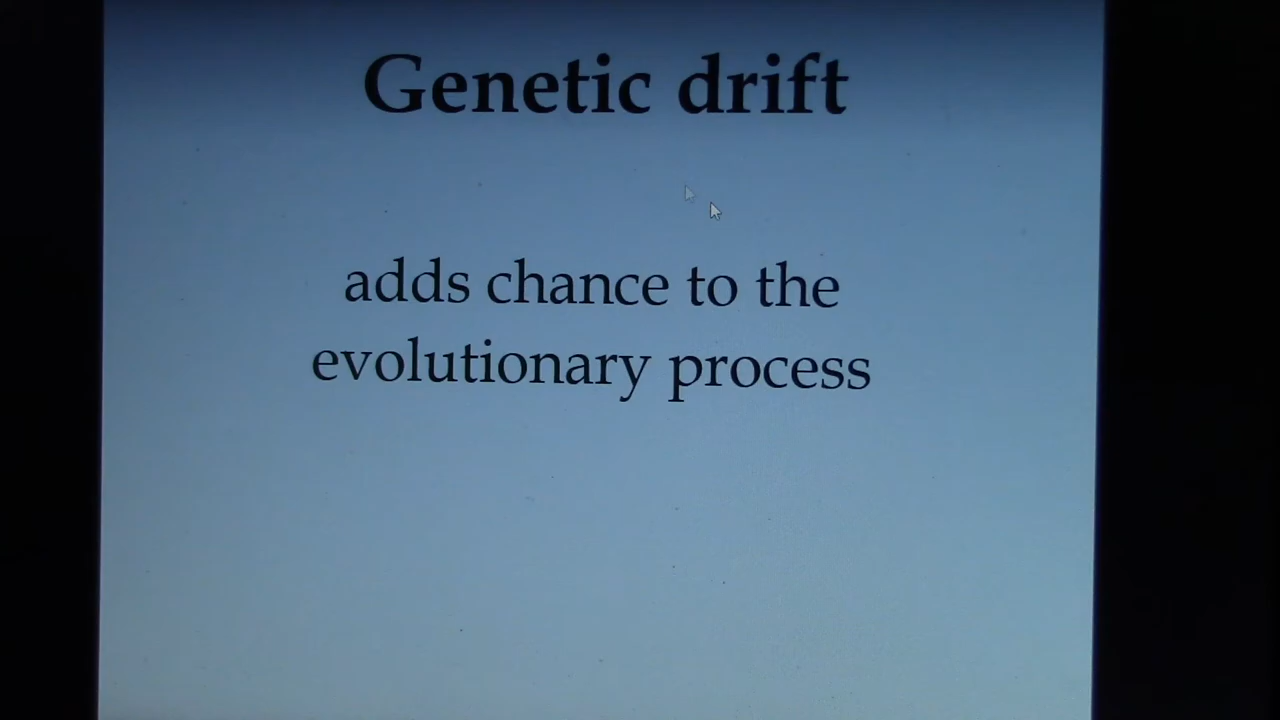 Genetic drift
adds chance to the
evolutionary process